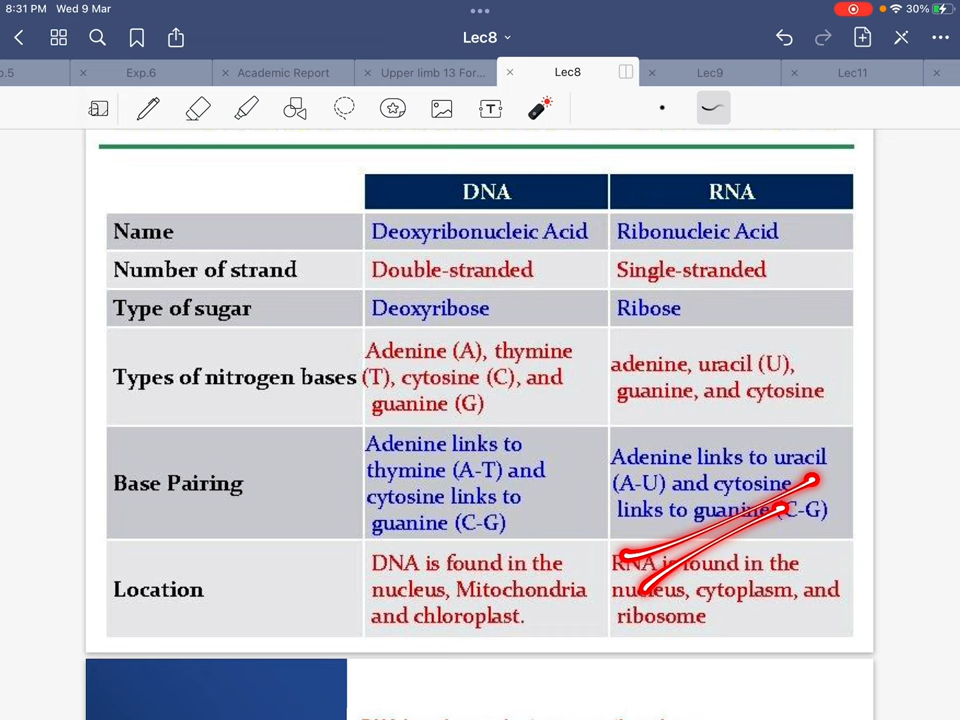 8:31 PM Wed 9 Mar
30%
Lec8
p.5
Exp.6
Academic Report
Upper limb 13 For...
Lec8
Lec9
Lec11
DNA RNA
Name Deoxyribonucleic Acid Ribonucleic Acid
Number of strand Double-stranded Single-stranded
Type of sugar Deoxyribose Ribose
Types of nitrogen bases
Adenine (A), thymine
(T), cytosine (C), and
guanine (G)
adenine, uracil (U),
guanine, and cytosine
Base Pairing
Adenine links to
thymine (A-T) and
cytosine links to
guanine (C-G)
Adenine links to uracil
(A-U) and cytosine
links to guanine (C-G)
Location
DNA is found in the
nucleus, Mitochondria
and chloroplast.
RNA is found in the
nucleus, cytoplasm, and
ribosome